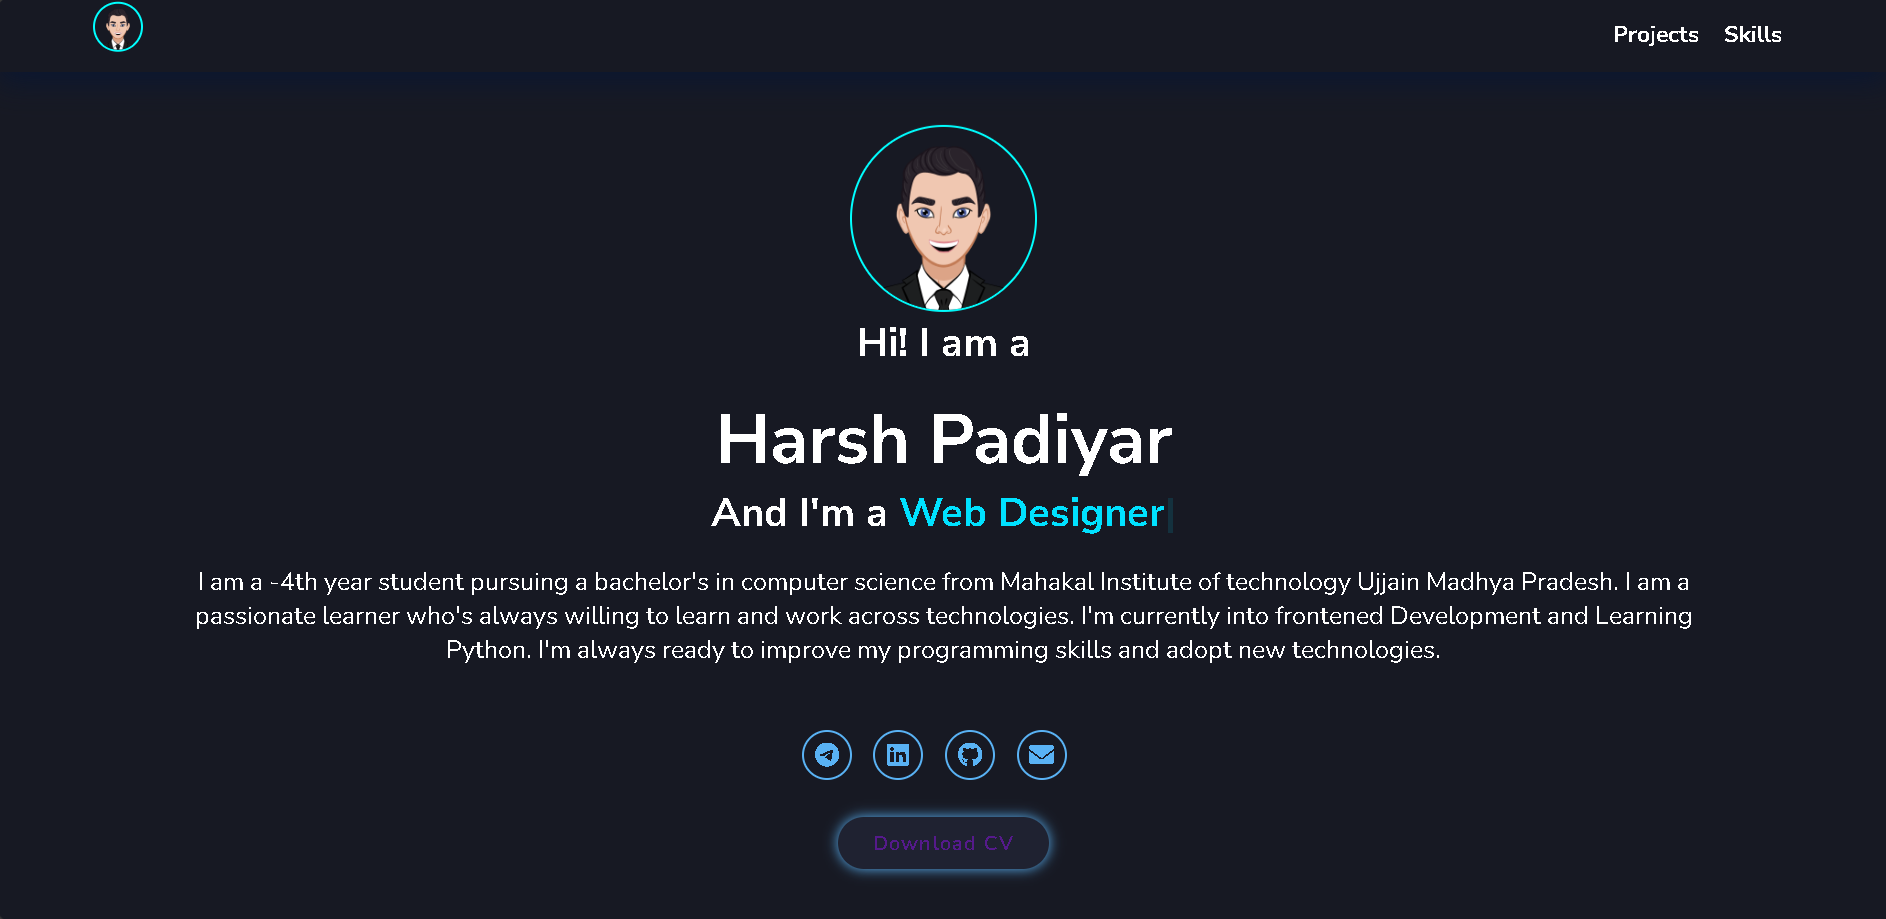 Projects Skills
Hi! I am a
Harsh Padiyar
And I'm a Web Designer|
I am a -4th year student pursuing a bachelor's in computer science from Mahakal Institute of technology Ujjain Madhya Pradesh. I am a
passionate learner who's always willing to learn and work across technologies. I'm currently into frontened Development and Learning
Python. I'm always ready to improve my programming skills and adopt new technologies.
in
Download CV